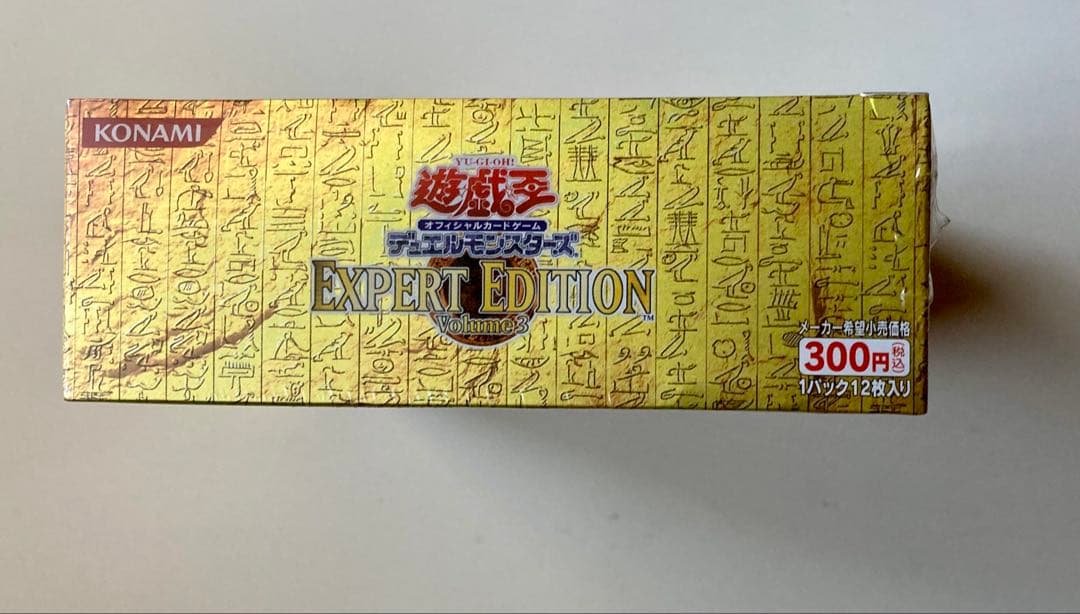 KONAMI
YU-GI-OH!
遊戯王
オフィシャルカードゲーム
デュエルモンスターズ
EXPERT EDITION™
Volume 3
メーカー希望小売価格
300円(税込)
1パック12枚入り